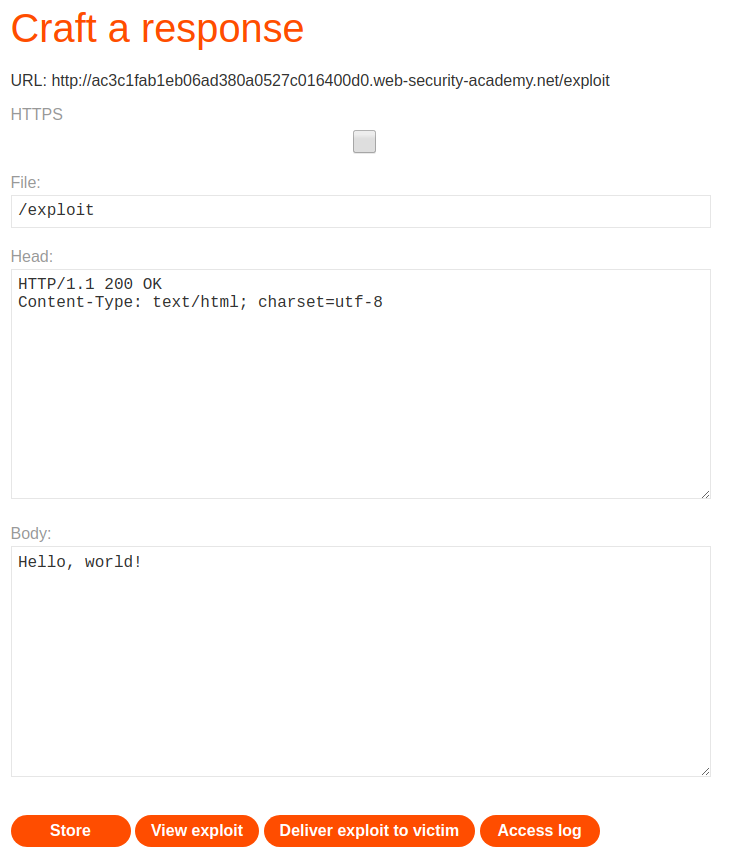 Craft a response
URL: http://ac3c1fab1eb06ad380a0527c016400d0.web-security-academy.net/exploit
HTTPS
File:
/exploit
Head:
HTTP/1.1 200 OK
Content-Type: text/html; charset=utf-8
Body:
Hello, world!
Store View exploit Deliver exploit to victim Access log